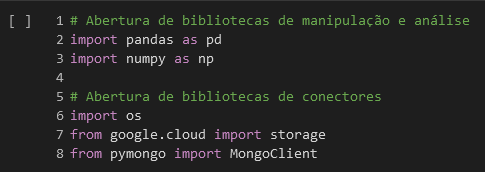 [ ] 1 # Abertura de bibliotecas de manipulação e análise
2 import pandas as pd
3 import numpy as np
4
5 # Abertura de bibliotecas de conectores
6 import os
7 from google.cloud import storage
8 from pymongo import MongoClient